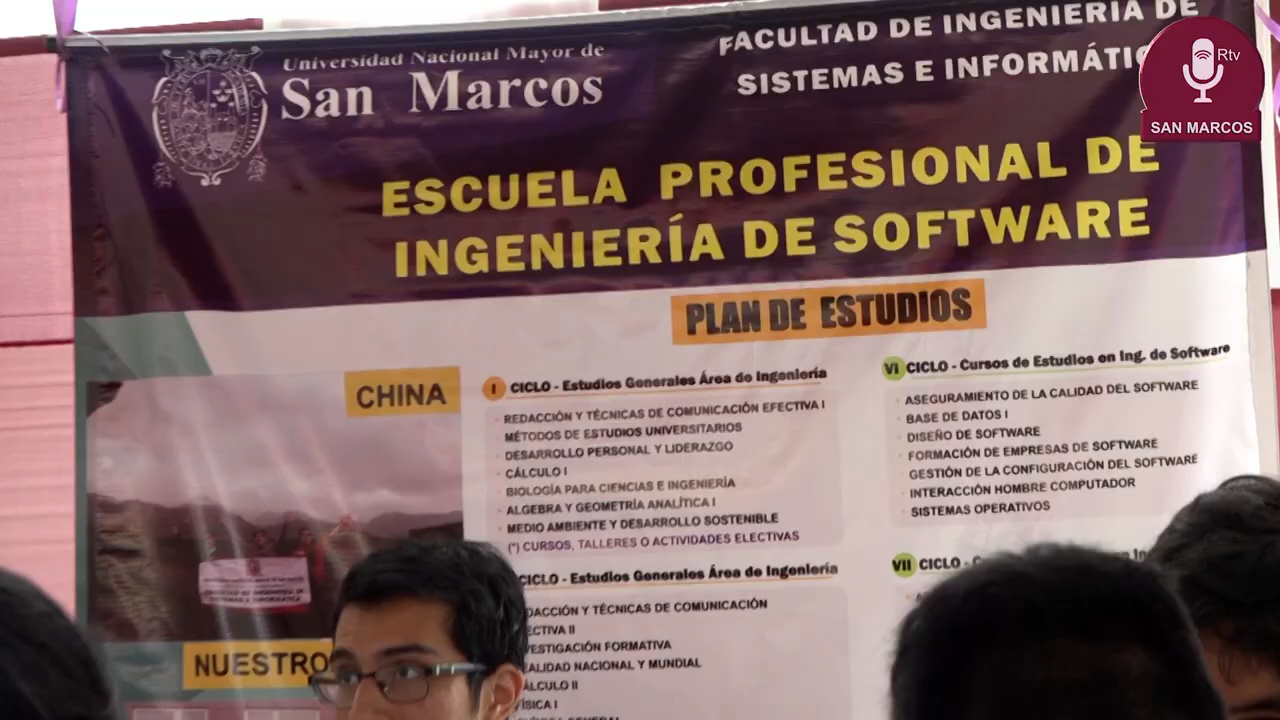 Universidad Nacional Mayor de
San Marcos
FACULTAD DE INGENIERÍA DE
SISTEMAS E INFORMÁTIC
Rtv
SAN MARCOS
ESCUELA PROFESIONAL DE
INGENIERÍA DE SOFTWARE
PLAN DE ESTUDIOS
CHINA
NUESTRO
I CICLO - Estudios Generales Área de Ingeniería
REDACCIÓN Y TÉCNICAS DE COMUNICACIÓN EFECTIVA I
MÉTODOS DE ESTUDIOS UNIVERSITARIOS
DESARROLLO PERSONAL Y LIDERAZGO
CÁLCULO I
BIOLOGÍA PARA CIENCIAS E INGENIERÍA
ALGEBRA Y GEOMETRÍA ANALÍTICA I
MEDIO AMBIENTE Y DESARROLLO SOSTENIBLE
(*) CURSOS, TALLERES O ACTIVIDADES ELECTIVAS
CICLO - Estudios Generales Área de Ingeniería
DACCIÓN Y TÉCNICAS DE COMUNICACIÓN
ECTIVA II
VESTIGACIÓN FORMATIVA
ALIDAD NACIONAL Y MUNDIAL
ÁLCULO II
FÍSICA I
VI CICLO - Cursos de Estudios en Ing. de Software
ASEGURAMIENTO DE LA CALIDAD DEL SOFTWARE
BASE DE DATOS I
DISEÑO DE SOFTWARE
FORMACIÓN DE EMPRESAS DE SOFTWARE
GESTIÓN DE LA CONFIGURACIÓN DEL SOFTWARE
INTERACCIÓN HOMBRE COMPUTADOR
SISTEMAS OPERATIVOS
VII CICLO -